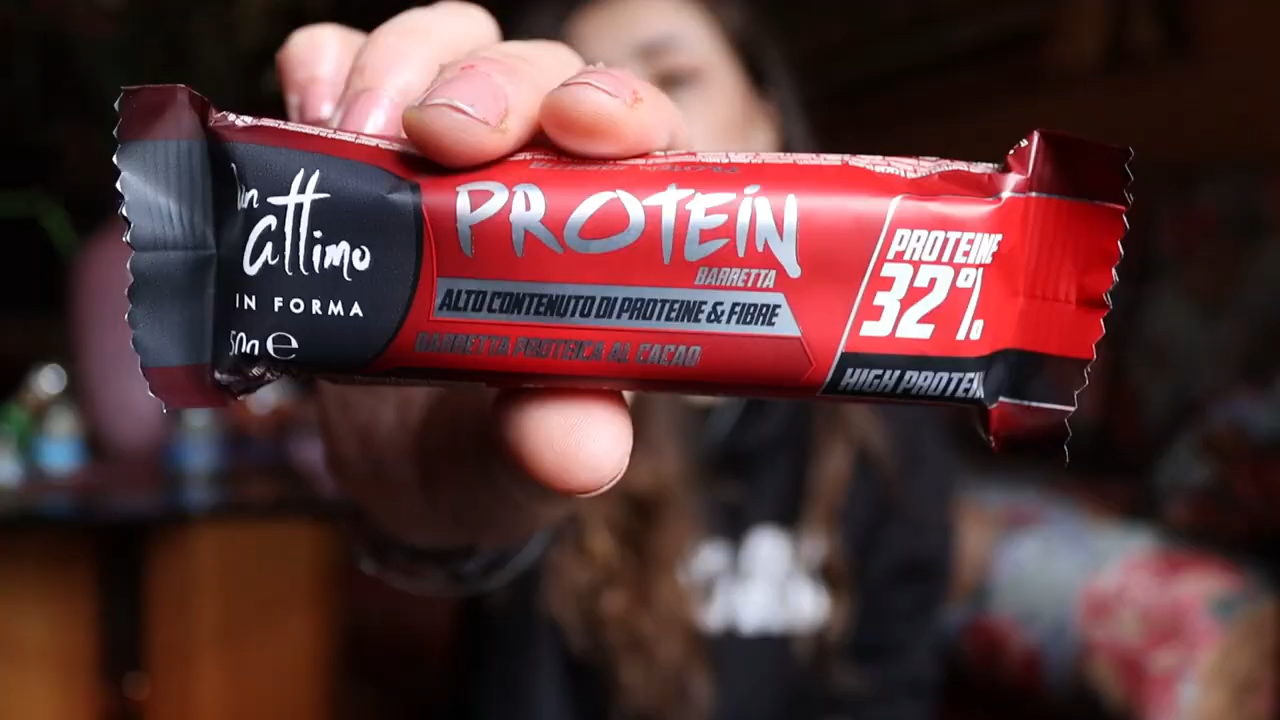 un
attimo
IN FORMA
50g e
PROTEIN
BARRETTA
ALTO CONTENUTO DI PROTEINE & FIBRE
BARRETTA PROTEICA AL CACAO
PROTEINE
32%
HIGH PROTEIN